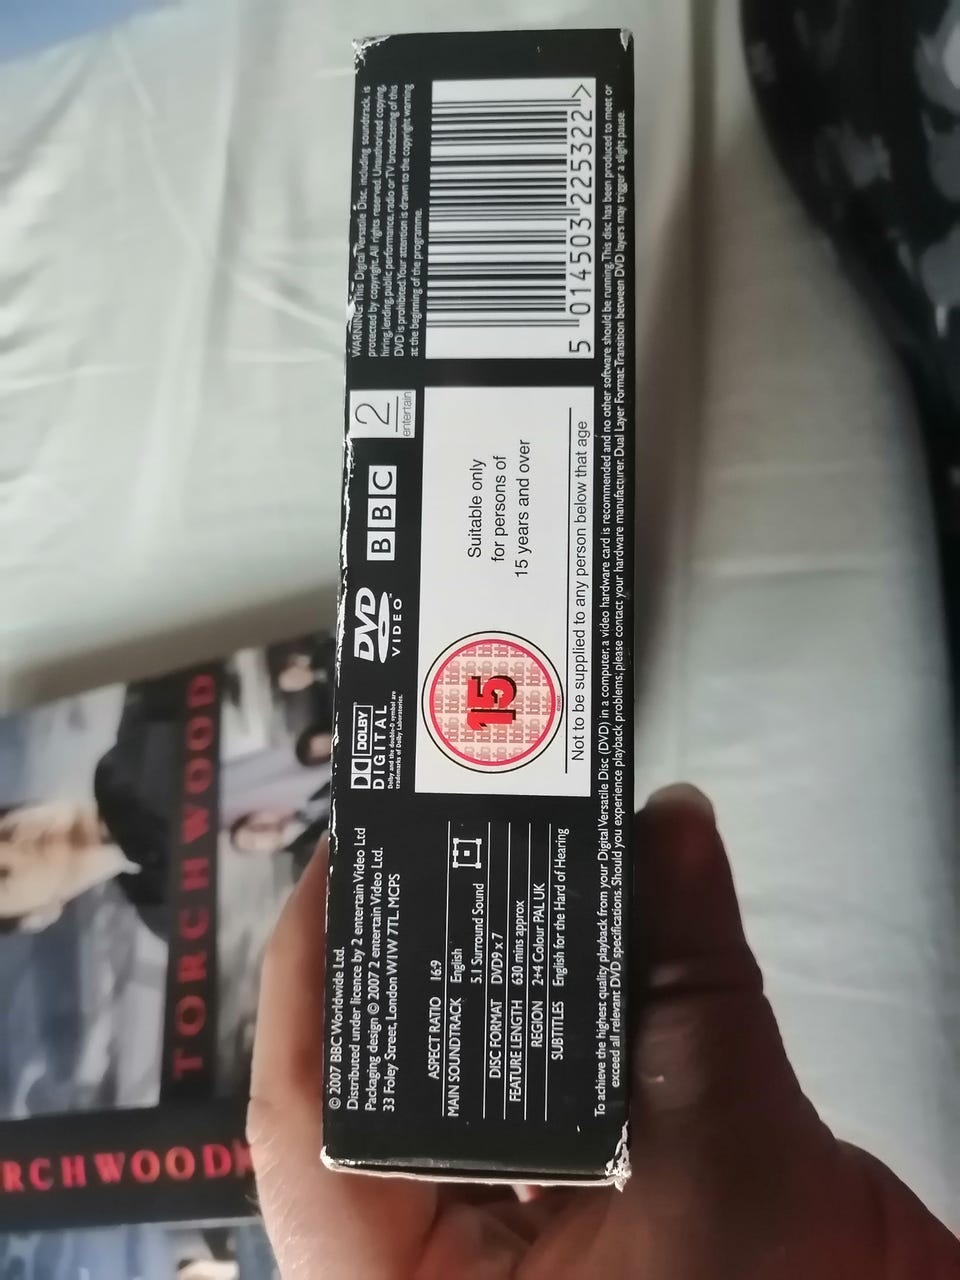 © 2007 BBC Worldwide Ltd.
Distributed under licence by 2 entertain Video Ltd
Packaging design © 2007 2 entertain Video Ltd.
33 Foley Street, London W1W 7TL MCPS
ASPECT RATIO 16:9
MAIN SOUNDTRACK English
5.1 Surround Sound
DISC FORMAT DVD9 x 7
FEATURE LENGTH 630 mins approx
REGION 2+4 Colour PAL UK
SUBTITLES English for the Hard of Hearing
DOLBY
DIGITAL
Dolby and the double-D symbol are
trademarks of Dolby Laboratories.
DVD
VIDEO
BBC
2
entertain
15
Suitable only
for persons of
15 years and over
Not to be supplied to any person below that age
WARNING: This Digital Versatile Disc, including soundtrack, is
protected by copyright. All rights reserved. Unauthorised copying,
hiring, lending, public performance, radio or TV broadcasting of this
DVD is prohibited. Your attention is drawn to the copyright warning
at the beginning of the programme.
5 014503 225322 >
To achieve the highest quality playback from your Digital Versatile Disc (DVD) in a computer, a video hardware card is recommended and no other software should be running. This disc has been produced to meet or
exceed all relevant DVD specifications. Should you experience playback problems, please contact your hardware manufacturer. Dual Layer Format: Transition between DVD layers may trigger a slight pause.
TORCHWOOD
RCHWOOD